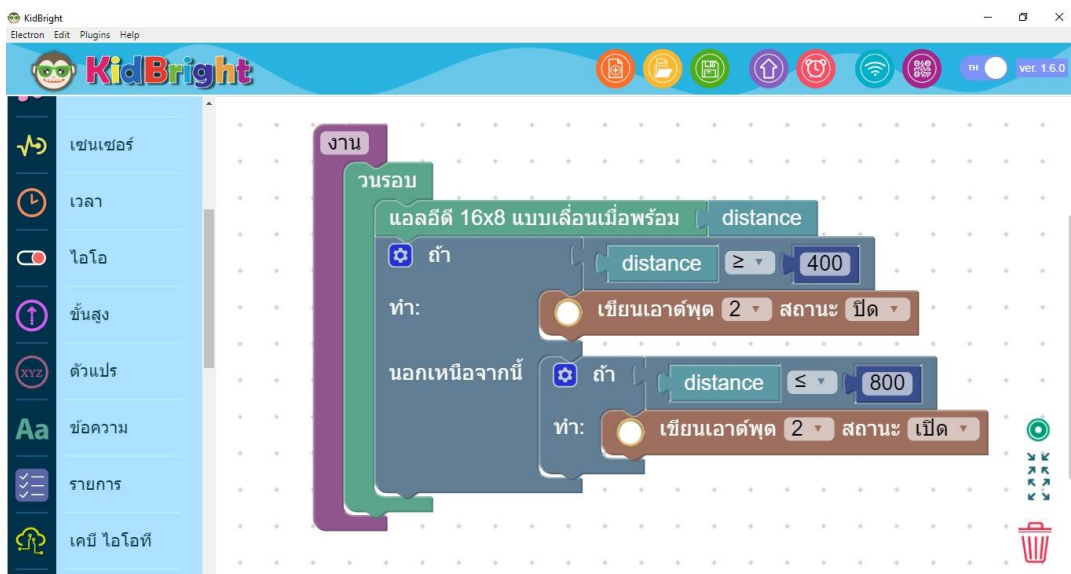 KidBright
Electron Edit Plugins Help
KidBright
TH
ver. 1.6.0
เซนเซอร์
เวลา
ไอโอ
ขั้นสูง
XYZ
ตัวแปร
Aa
ข้อความ
รายการ
เคบี ไอโอที
งาน
วนรอบ
แอลอีดี 16x8 แบบเลื่อนเมื่อพร้อม distance
ถ้า distance ≥ 400
ทำ: เขียนเอาต์พุต 2 สถานะ ปิด
นอกเหนือจากนี้ ถ้า distance ≤ 800
ทำ: เขียนเอาต์พุต 2 สถานะ เปิด